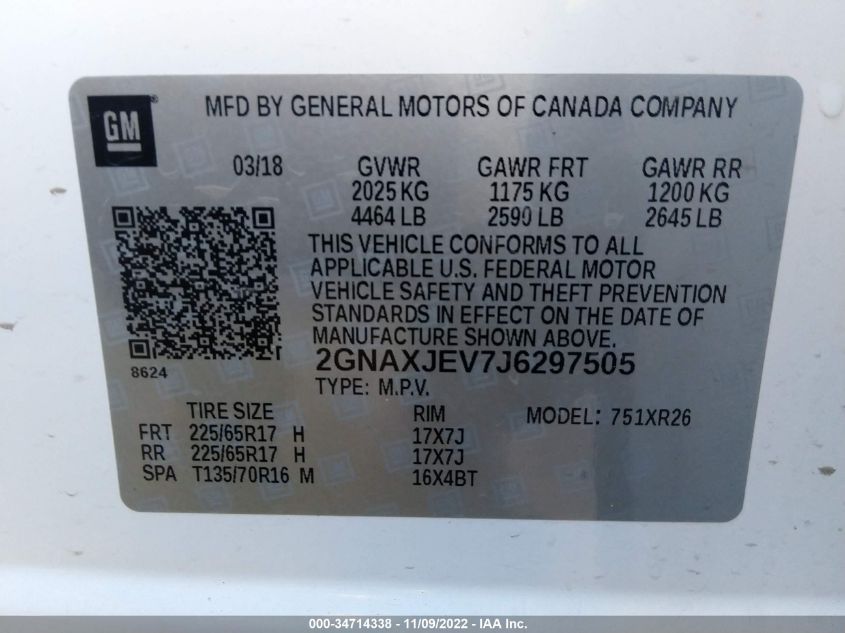 GM ®
MFD BY GENERAL MOTORS OF CANADA COMPANY
03/18 GVWR GAWR FRT GAWR RR
2025 KG 1175 KG 1200 KG
4464 LB 2590 LB 2645 LB
THIS VEHICLE CONFORMS TO ALL
APPLICABLE U.S. FEDERAL MOTOR
VEHICLE SAFETY AND THEFT PREVENTION
STANDARDS IN EFFECT ON THE DATE OF
MANUFACTURE SHOWN ABOVE.
8624 2GNAXJEV7J6297505
TYPE: M.P.V.
TIRE SIZE RIM MODEL: 751XR26
FRT 225/65R17 H 17X7J
RR 225/65R17 H 17X7J
SPA T135/70R16 M 16X4BT
000-34714338 - 11/09/2022 - IAA Inc.